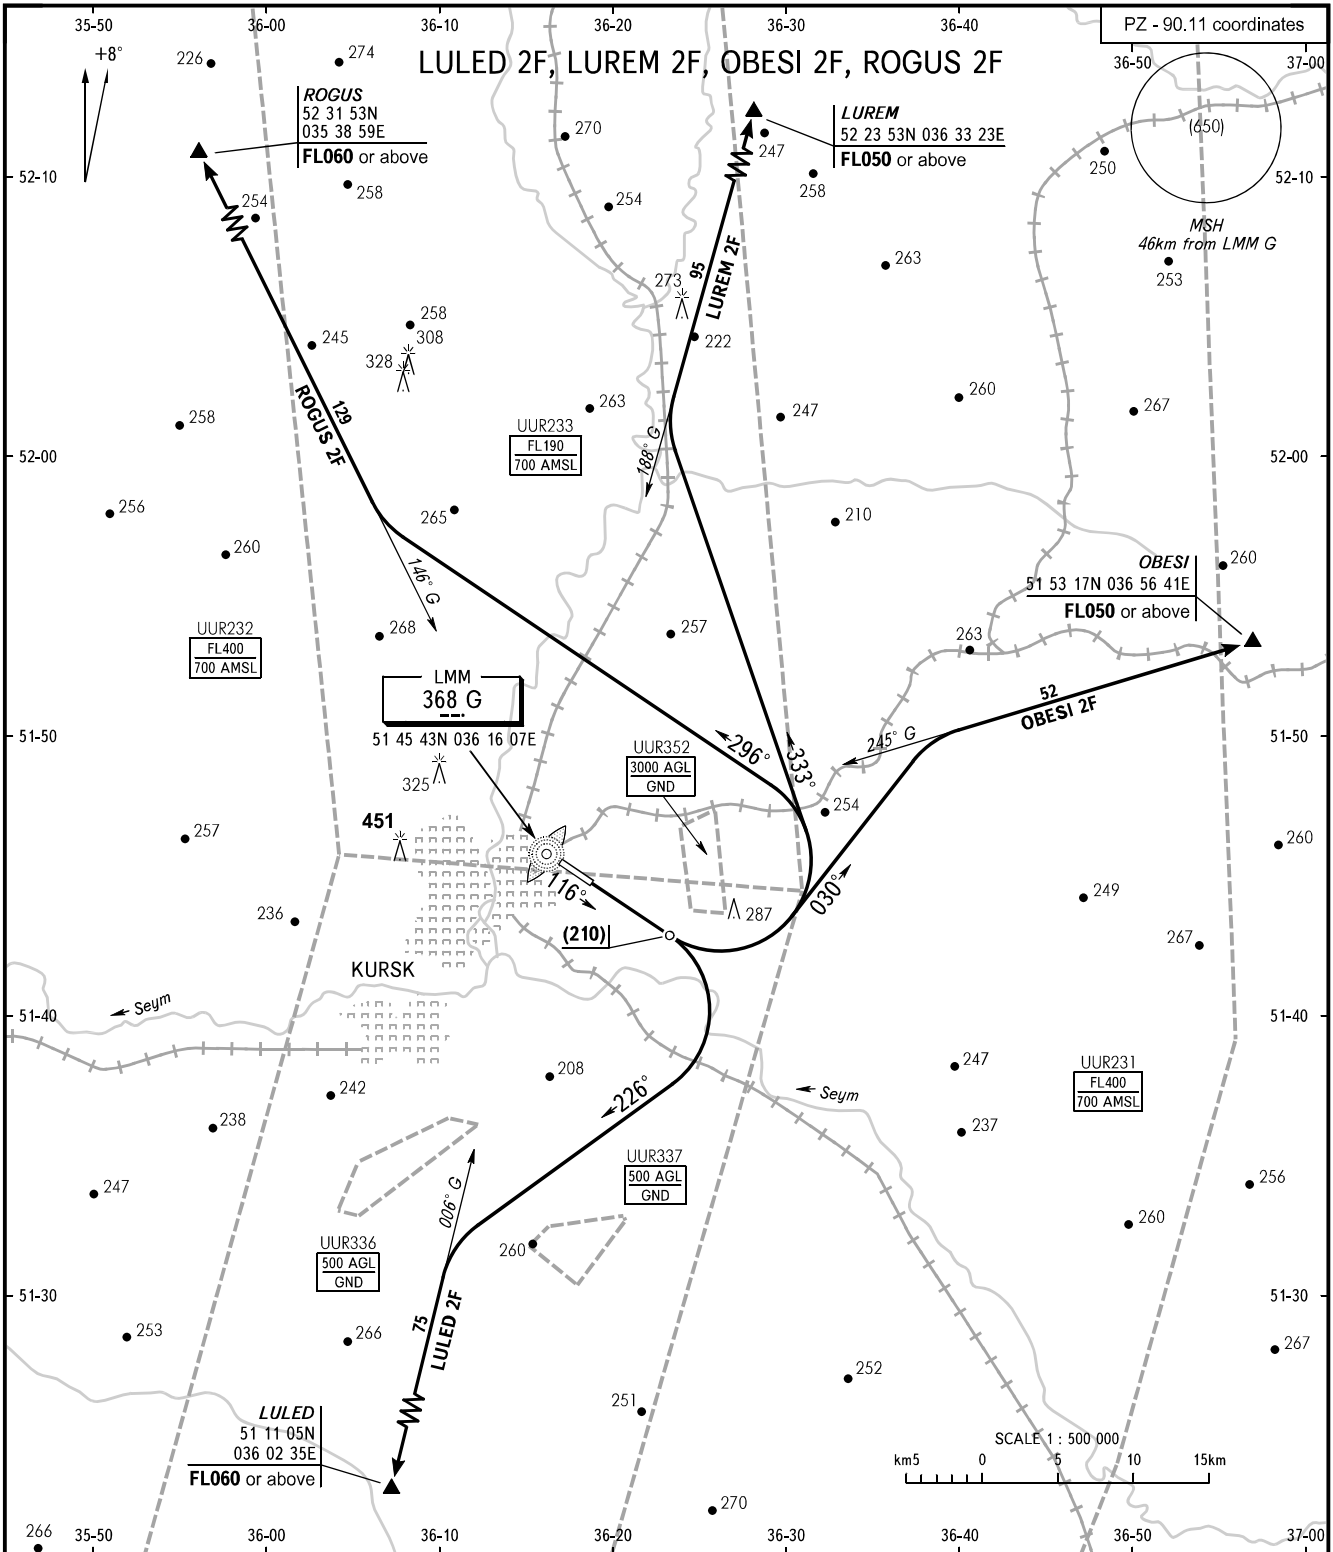 35-50
36-00
36-10
36-20
36-30
36-40
PZ - 90.11 coordinates
36-50
37-00
+8°
226
274
LULED 2F, LUREM 2F, OBESI 2F, ROGUS 2F
ROGUS
52 31 53N
035 38 59E
FL060 or above
LUREM
52 23 53N 036 33 23E
FL050 or above
270
247
(650)
250
52-10
258
254
258
52-10
254
MSH
46km from LMM G
263
253
95
LUREM 2F
273
258
308
245
328
222
129
ROGUS 2F
263
247
260
267
258
UUR233
FL190
700 AMSL
188° G
52-00
52-00
256
265
210
260
146° G
OBESI
51 53 17N 036 56 41E
FL050 or above
260
UUR232
FL400
700 AMSL
268
257
263
LMM
368 G
51 45 43N 036 16 07E
52
OBESI 2F
51-50
51-50
245° G
296°
333°
UUR352
3000 AGL
GND
325
254
451
257
260
116°
030°
249
287
236
(210)
267
KURSK
Seym
51-40
51-40
208
247
UUR231
FL400
700 AMSL
242
226°
Seym
238
237
UUR337
500 AGL
GND
247
006° G
256
260
UUR336
500 AGL
GND
260
51-30
51-30
75
LULED 2F
253
266
267
252
LULED
51 11 05N
036 02 35E
FL060 or above
251
SCALE 1 : 500 000
km5 0 5 10 15km
270
266
35-50
36-00
36-10
36-20
36-30
36-40
36-50
37-00